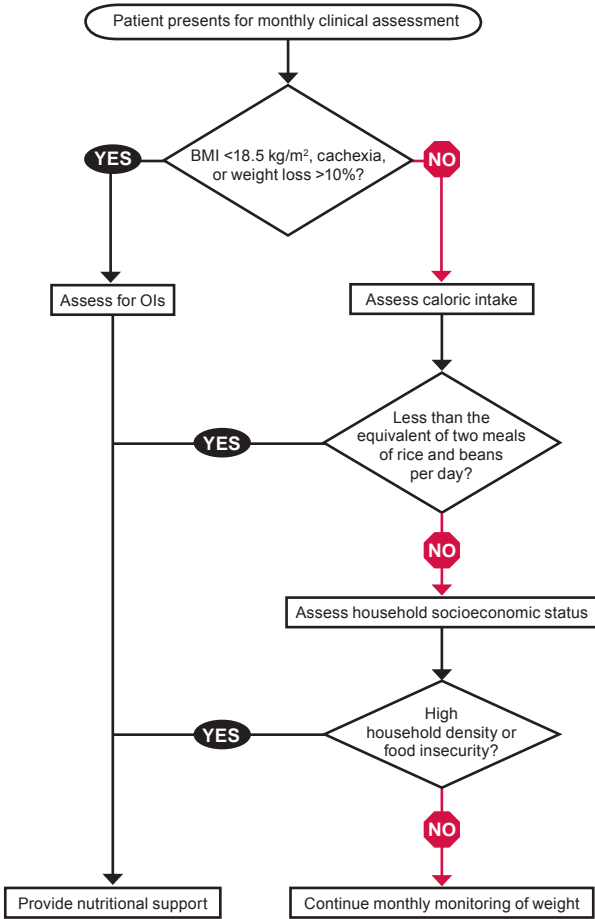 Patient presents for monthly clinical assessment
BMI <18.5 kg/m², cachexia,
or weight loss >10%?
YES
NO
Assess for OIs
Assess caloric intake
Less than the
equivalent of two meals
of rice and beans
per day?
YES
NO
Assess household socioeconomic status
High
household density or
food insecurity?
YES
NO
Provide nutritional support
Continue monthly monitoring of weight